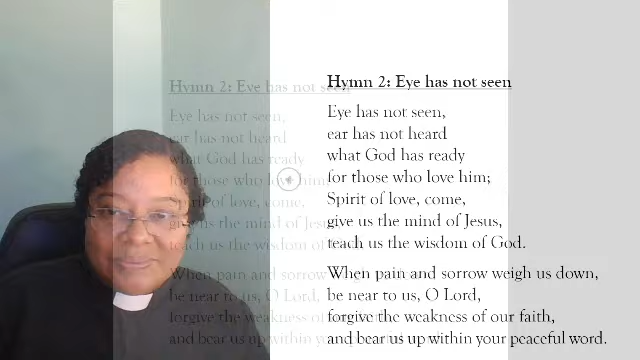 Hymn 2: Eye has not seen
Eye has not seen,
ear has not heard
what God has ready
for those who love him;
Spirit of love, come,
give us the mind of Jesus,
teach us the wisdom of God.
When pain and sorrow weigh us down,
be near to us, O Lord,
forgive the weakness of our faith,
and bear us up within your peaceful word.